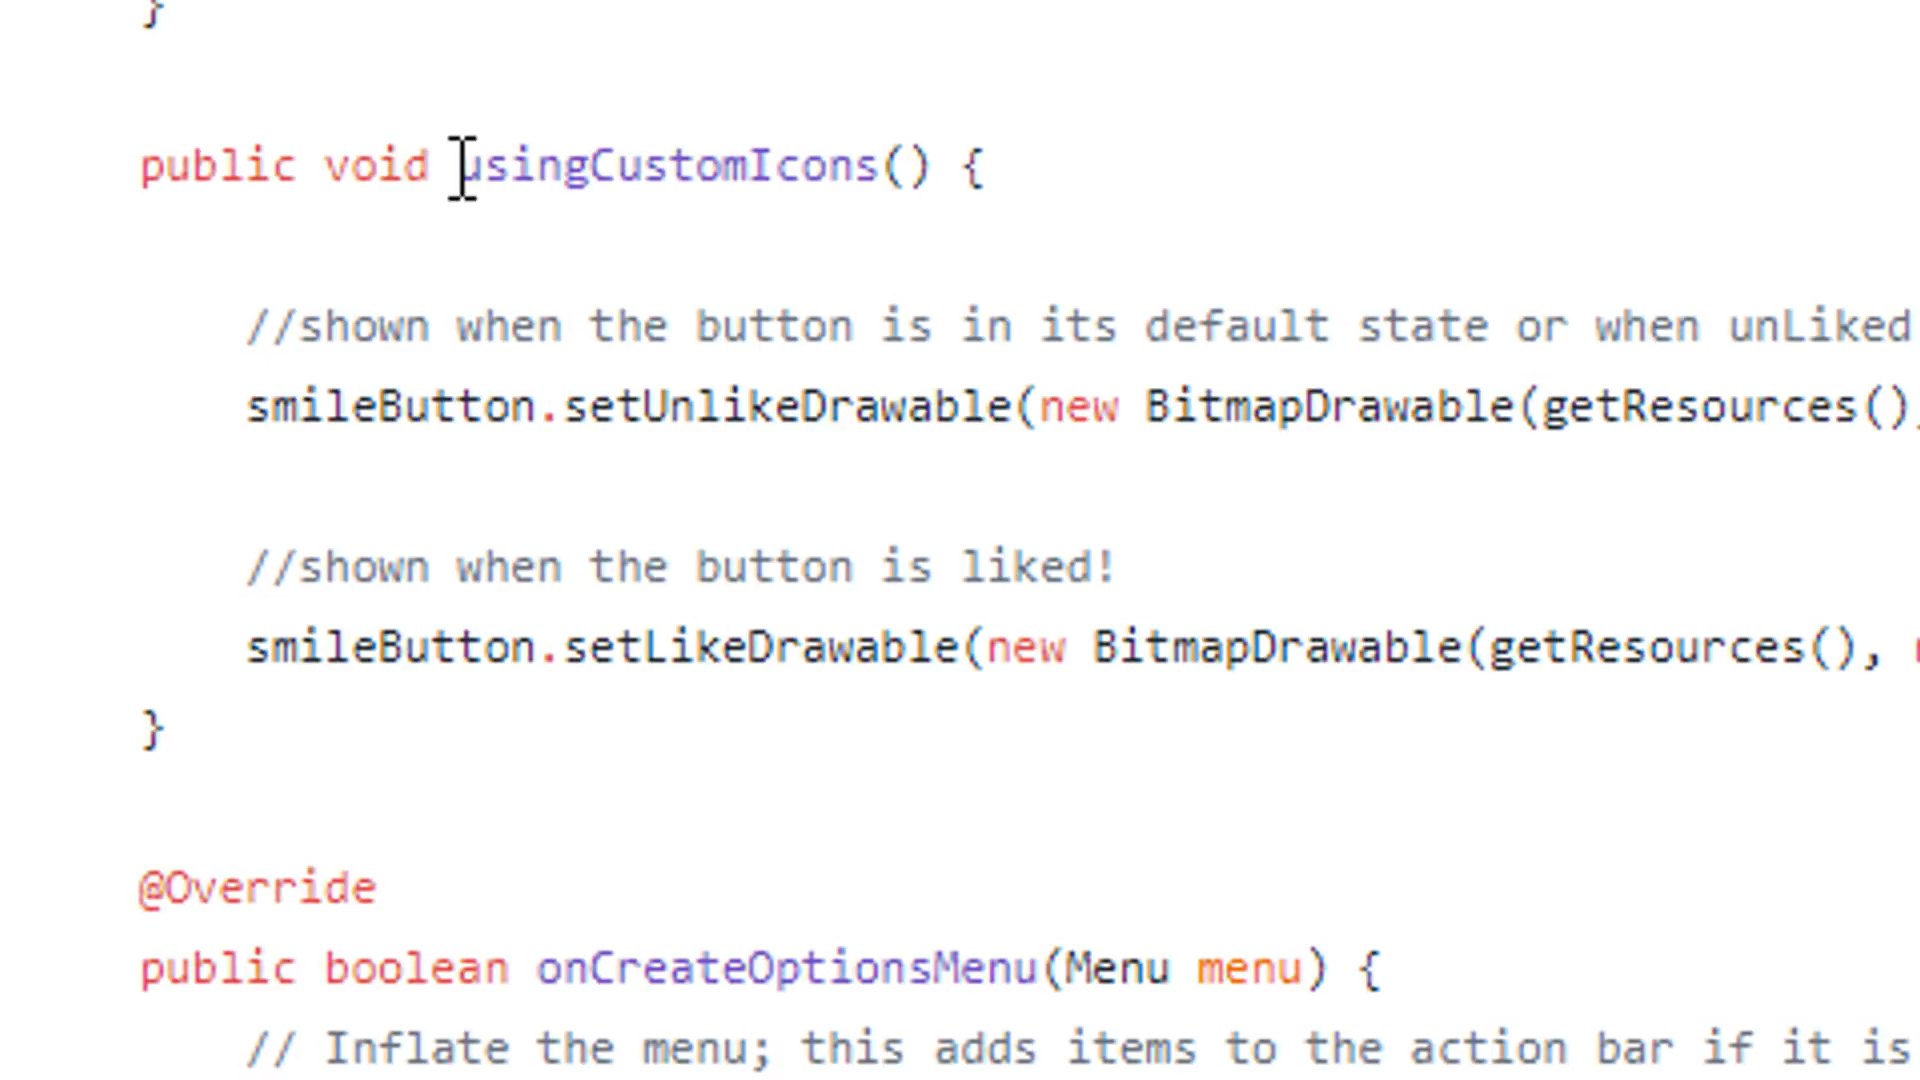 }
public void usingCustomIcons() {
//shown when the button is in its default state or when unLiked
smileButton.setUnlikeDrawable(new BitmapDrawable(getResources()
//shown when the button is liked!
smileButton.setLikeDrawable(new BitmapDrawable(getResources(),
}
@Override
public boolean onCreateOptionsMenu(Menu menu) {
// Inflate the menu; this adds items to the action bar if it is